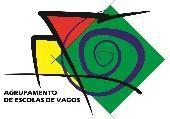 AGRUPAMENTO
DE ESCOLAS DE VAGOS